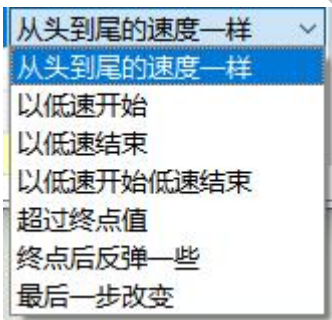 从头到尾的速度一样
从头到尾的速度一样
以低速开始
以低速结束
以低速开始低速结束
超过终点值
终点后反弹一些
最后一步改变